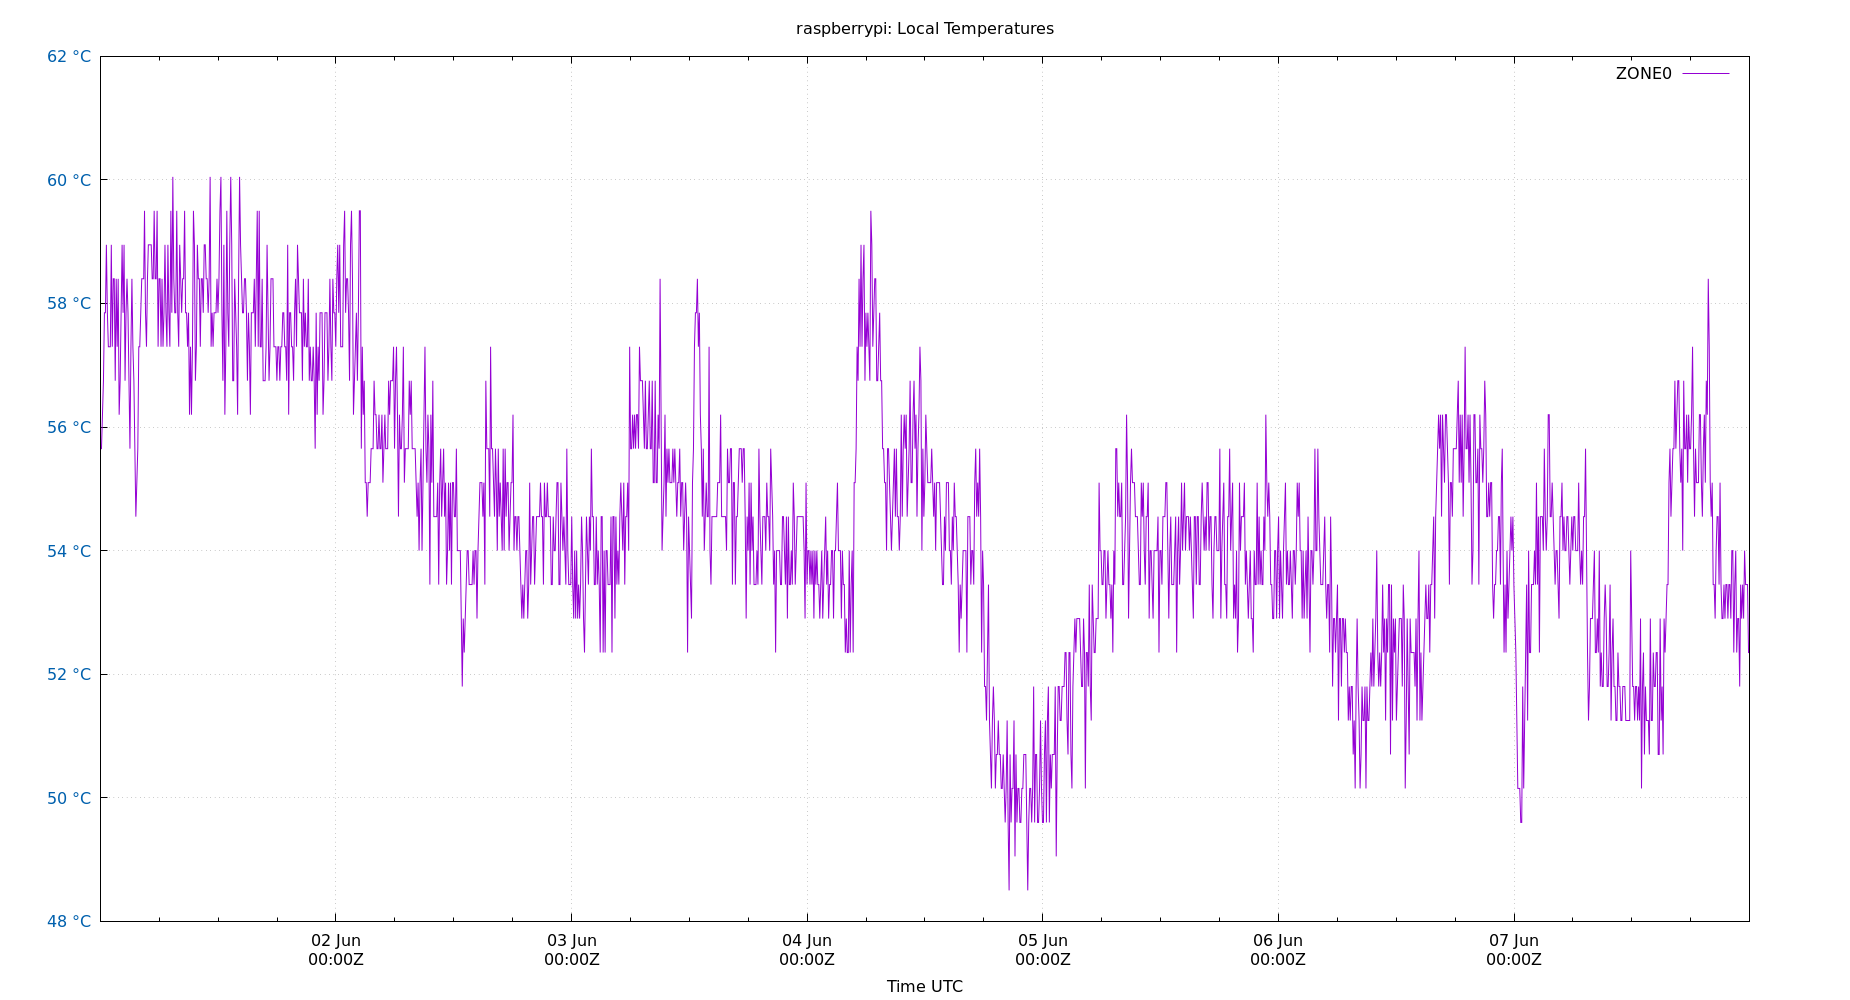 raspberrypi: Local Temperatures
62 °C
ZONE0
60 °C
58 °C
56 °C
54 °C
52 °C
50 °C
48 °C
02 Jun 03 Jun 04 Jun 05 Jun 06 Jun 07 Jun
00:00Z 00:00Z 00:00Z 00:00Z 00:00Z 00:00Z
Time UTC